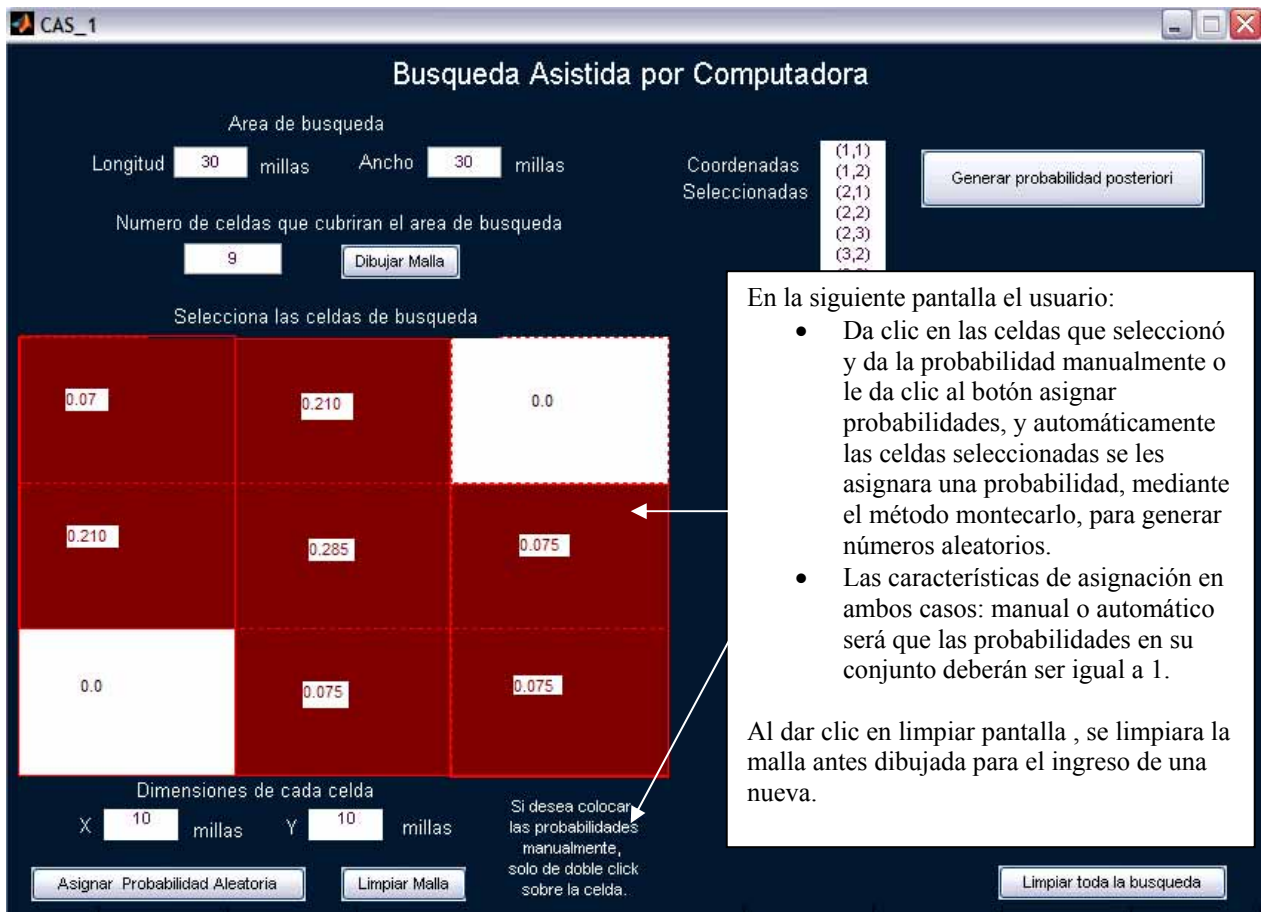 CAS_1
Busqueda Asistida por Computadora
Area de busqueda
Longitud 30 millas Ancho 30 millas
Numero de celdas que cubriran el area de busqueda
9 Dibujar Malla
Coordenadas
Seleccionadas
(1,1)
(1,2)
(2,1)
(2,2)
(2,3)
(3,2)
Generar probabilidad posteriori
Selecciona las celdas de busqueda
0.07 0.210 0.0
0.210 0.285 0.075
0.0 0.075 0.075
En la siguiente pantalla el usuario:
• Da clic en las celdas que seleccionó
y da la probabilidad manualmente o
le da clic al botón asignar
probabilidades, y automáticamente
las celdas seleccionadas se les
asignara una probabilidad, mediante
el método montecarlo, para generar
números aleatorios.
• Las características de asignación en
ambos casos: manual o automático
será que las probabilidades en su
conjunto deberán ser igual a 1.
Al dar clic en limpiar pantalla , se limpiara la
malla antes dibujada para el ingreso de una
nueva.
Dimensiones de cada celda
X 10 millas Y 10 millas
Si desea colocar
las probabilidades
manualmente,
solo de doble click
sobre la celda.
Asignar Probabilidad Aleatoria
Limpiar Malla
Limpiar toda la busqueda